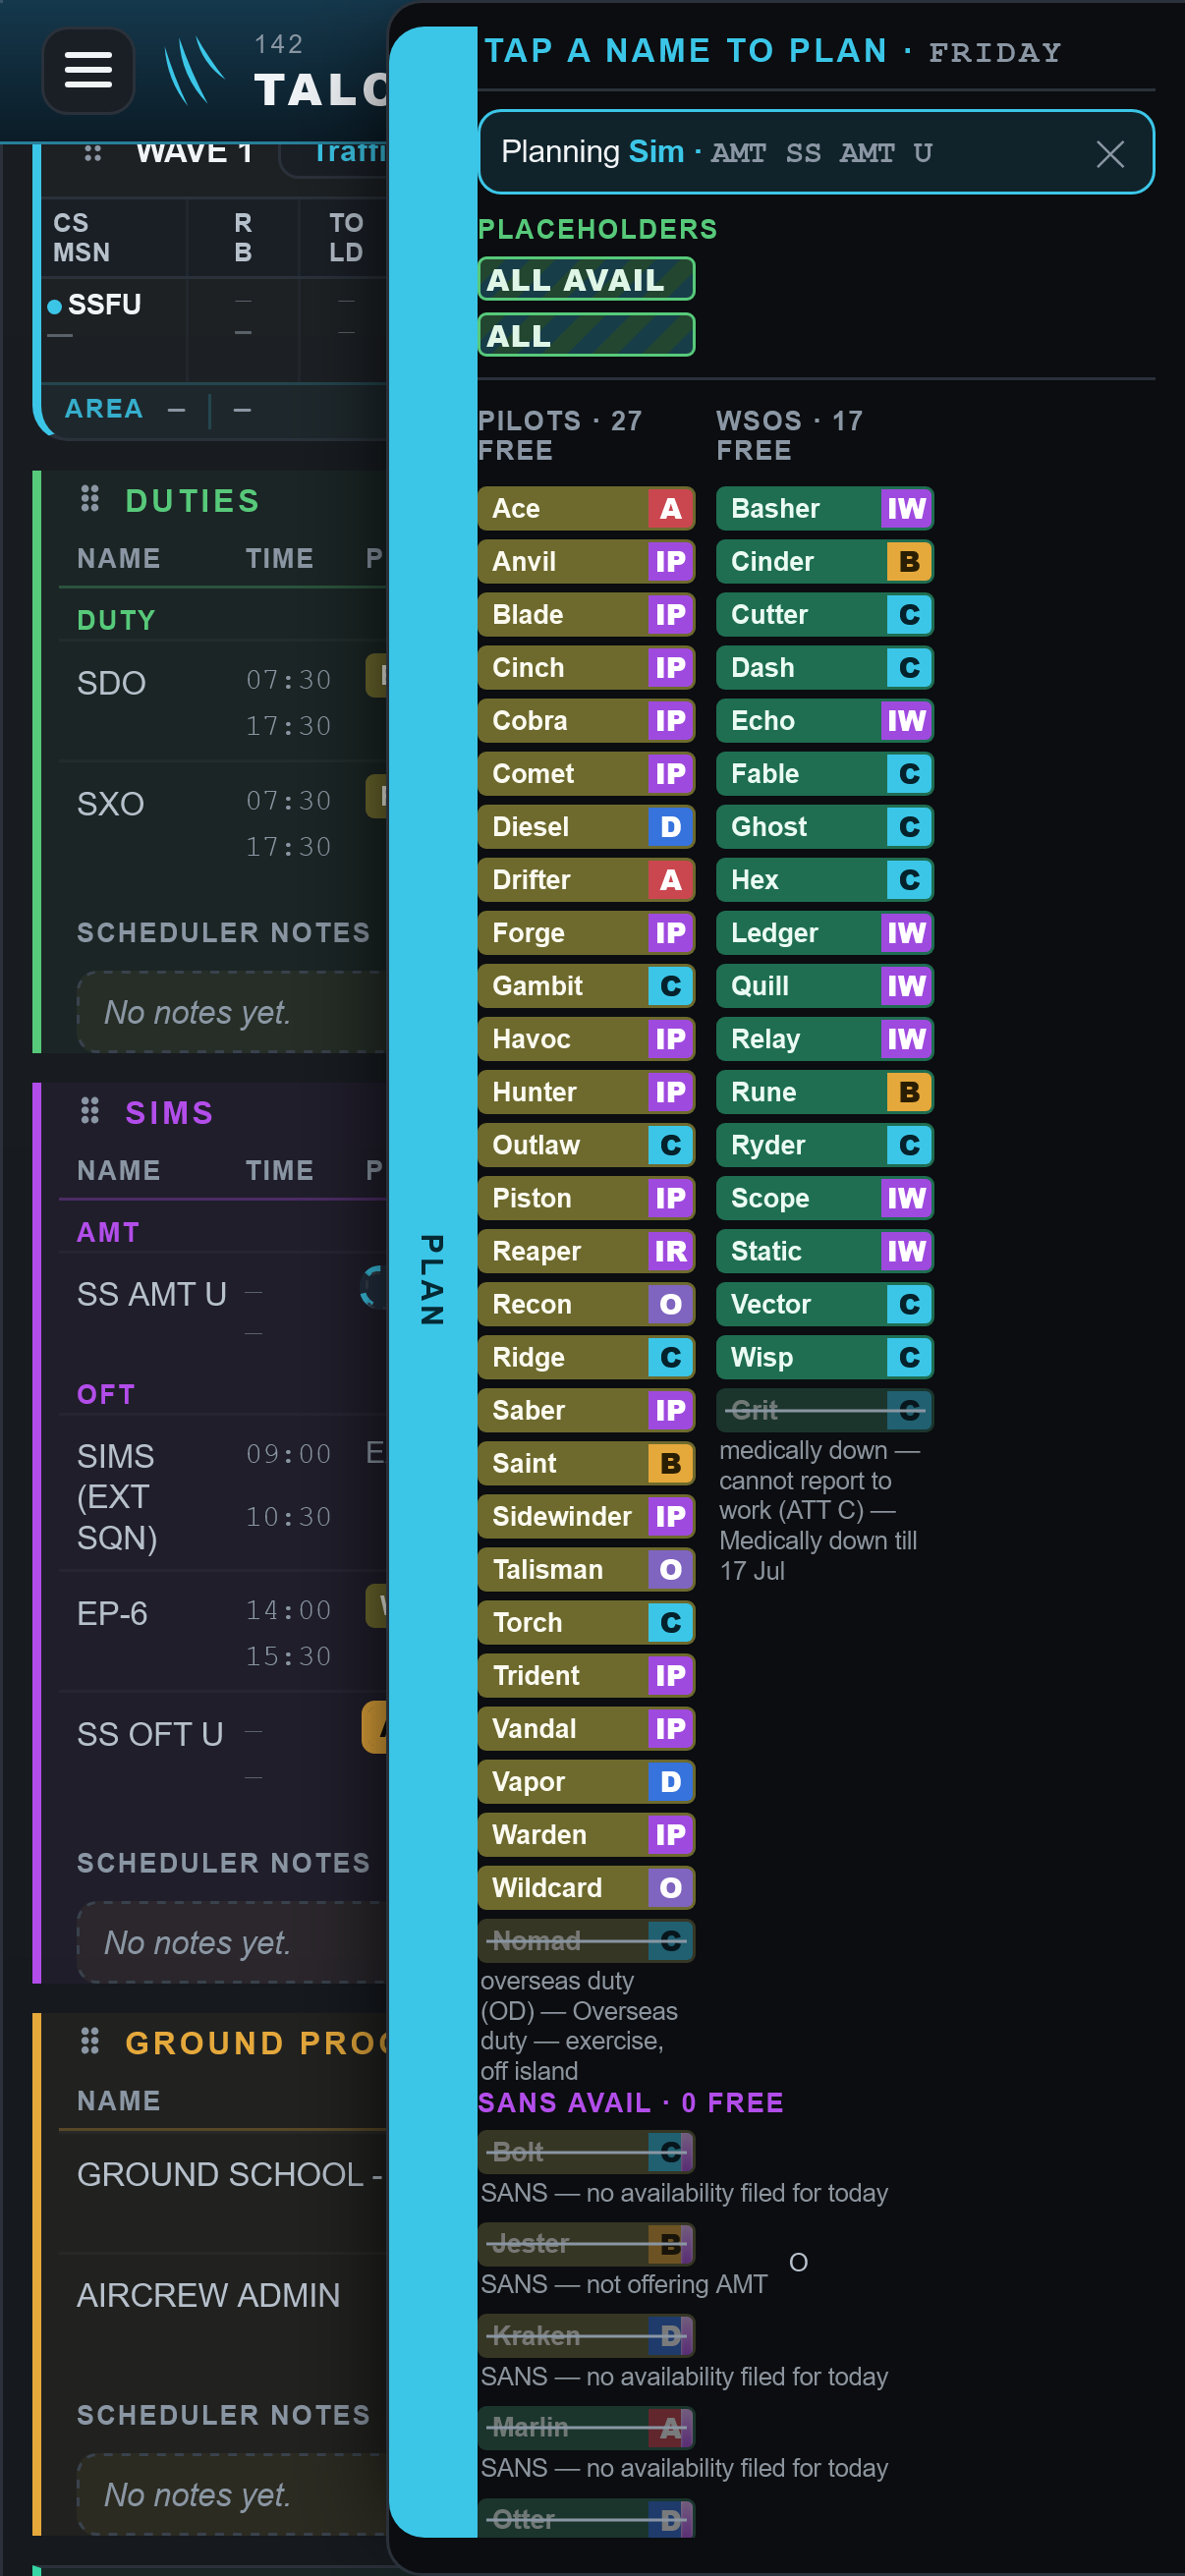 142
TALO
WAVE 1 Traffi
CS R TO
MSN B LD
SSFU – –
— – –
AREA – –
DUTIES
NAME TIME P
DUTY
SDO 07:30
17:30
SXO 07:30
17:30
SCHEDULER NOTES
No notes yet.
SIMS
NAME TIME P
AMT
SS AMT U –
–
OFT
SIMS (EXT SQN) 09:00
10:30
EP-6 14:00
15:30
SS OFT U –
–
SCHEDULER NOTES
No notes yet.
GROUND PROG
NAME
GROUND SCHOOL -
AIRCREW ADMIN
SCHEDULER NOTES
No notes yet.
PLAN
TAP A NAME TO PLAN · FRIDAY
Planning Sim · AMT SS AMT U
PLACEHOLDERS
ALL AVAIL
ALL
PILOTS · 27 FREE
Ace A
Anvil IP
Blade IP
Cinch IP
Cobra IP
Comet IP
Diesel D
Drifter A
Forge IP
Gambit C
Havoc IP
Hunter IP
Outlaw C
Piston IP
Reaper IR
Recon O
Ridge C
Saber IP
Saint B
Sidewinder IP
Talisman O
Torch C
Trident IP
Vandal IP
Vapor D
Warden IP
Wildcard O
Nomad C
overseas duty
(OD) — Overseas
duty — exercise,
off island
WSOS · 17 FREE
Basher IW
Cinder B
Cutter C
Dash C
Echo IW
Fable C
Ghost C
Hex C
Ledger IW
Quill IW
Relay IW
Rune B
Ryder C
Scope IW
Static IW
Vector C
Wisp C
Grit C
medically down —
cannot report to
work (ATT C) —
Medically down till
17 Jul
SANS AVAIL · 0 FREE
Bolt C
SANS — no availability filed for today
Jester B
SANS — not offering AMT
O
Kraken D
SANS — no availability filed for today
Marlin A
SANS — no availability filed for today
Otter D